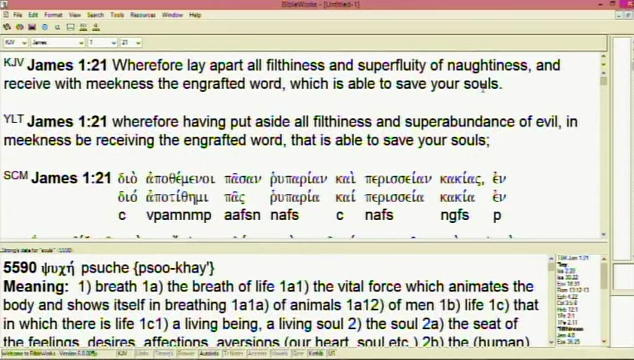 BibleWorks - [Untitled-1]
File Edit Format View Search Tools Resources Window Help
KJV James 1 21
KJV James 1:21 Wherefore lay apart all filthiness and superfluity of naughtiness, and
receive with meekness the engrafted word, which is able to save your souls.
YLT James 1:21 wherefore having put aside all filthiness and superabundance of evil, in
meekness be receiving the engrafted word, that is able to save your souls;
SCM James 1:21 διὸ ἀποθέμενοι πᾶσαν ῥυπαρίαν καὶ περισσείαν κακίας, ἐν
διό ἀποτίθημι πᾶς ῥυπαρία καί περισσεία κακία ἐν
c vpamnmp aafsn nafs c nafs ngfs p
5590 ψυχή psuche {psoo-khay'}
Meaning: 1) breath 1a) the breath of life 1a1) the vital force which animates the
body and shows itself in breathing 1a1a) of animals 1a12) of men 1b) life 1c) that
in which there is life 1c1) a living being, a living soul 2) the soul 2a) the seat of
the feelings, desires, affections, aversions (our heart, soul etc.) 2b) the (human)